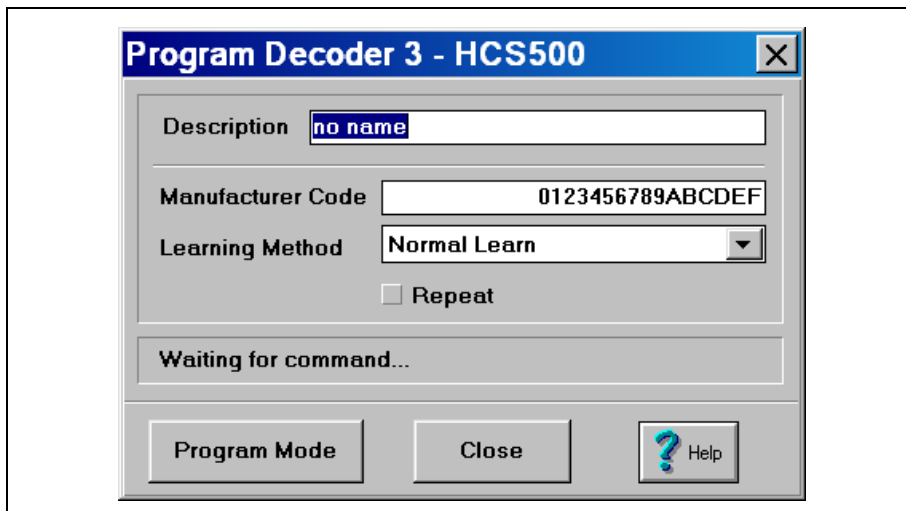 Program Decoder 3 - HCS500
Description no name
Manufacturer Code 0123456789ABCDEF
Learning Method Normal Learn
Repeat
Waiting for command...
Program Mode Close ? Help